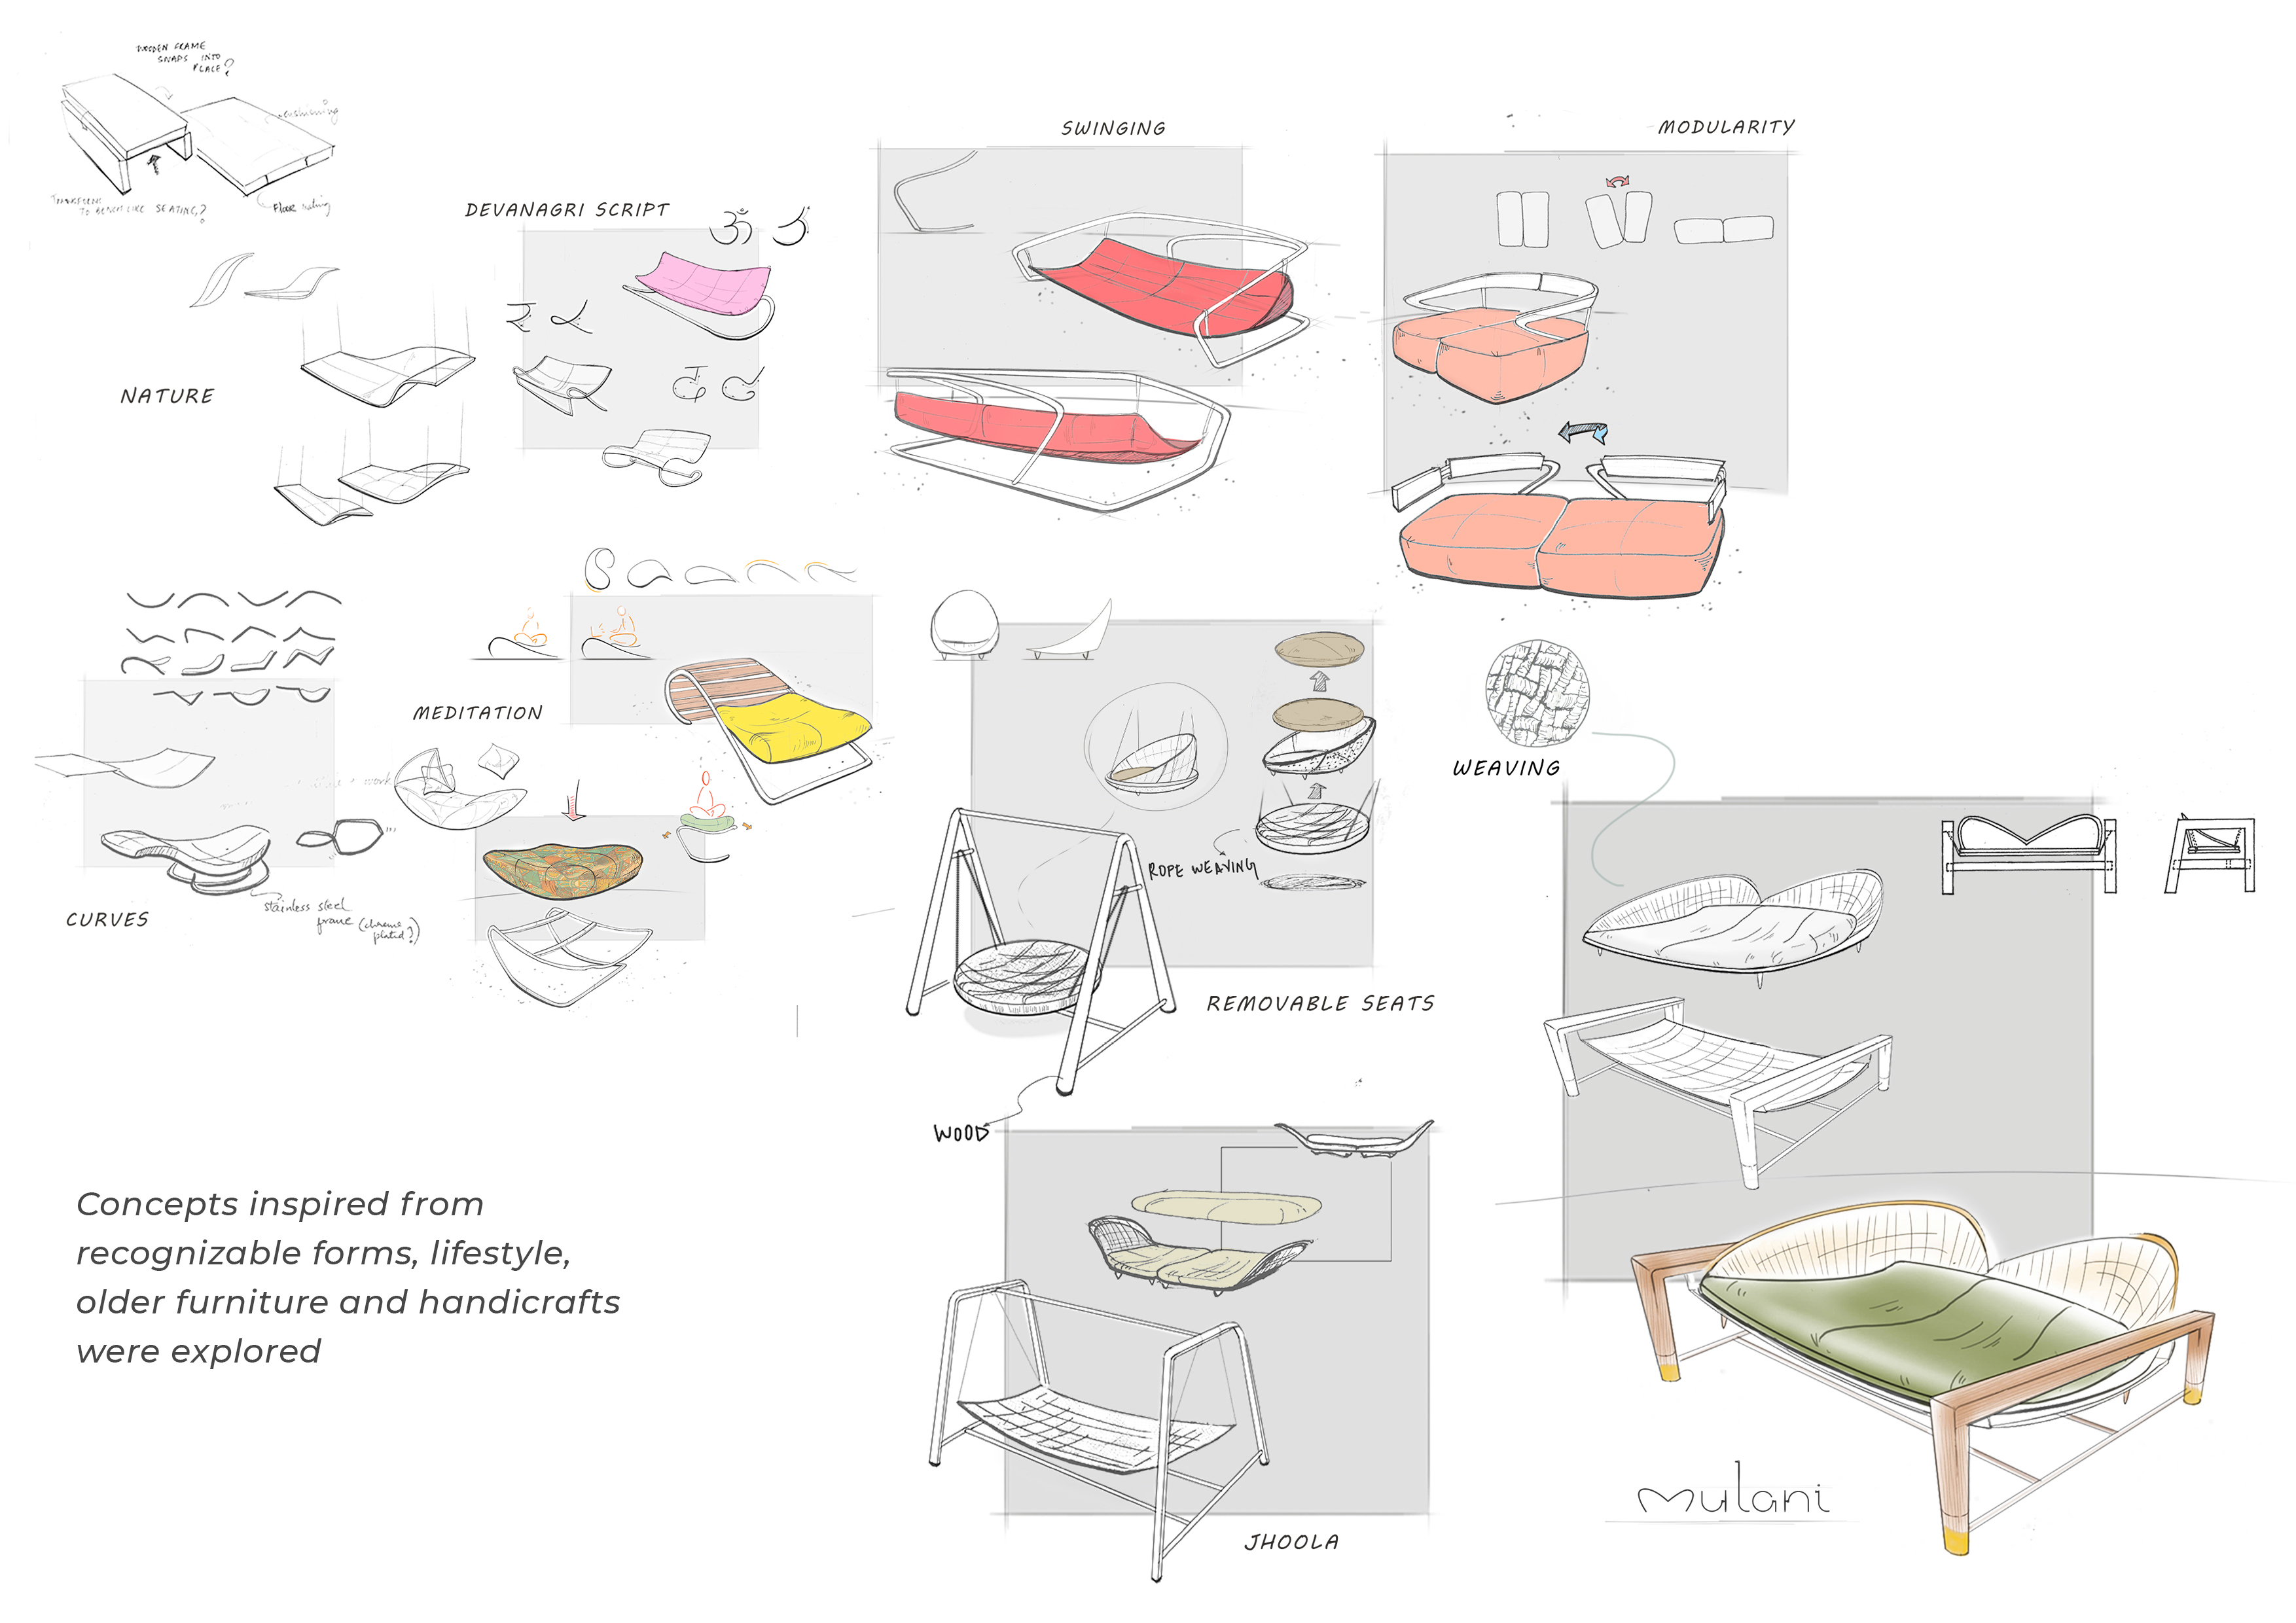 WOODEN FRAME
SNAPS INTO
PLACE?
cushioning
TRANSFORM
TO BENCH LIKE SEATING?
FLOOR seating
DEVANAGRI SCRIPT
ॐ
र
द
SWINGING
MODULARITY
NATURE
MEDITATION
WEAVING
ROPE WEAVING
CURVES
stainless steel
frame (chrome
plated?)
REMOVABLE SEATS
WOOD
Concepts inspired from
recognizable forms, lifestyle,
older furniture and handicrafts
were explored
mulani
JHOOLA